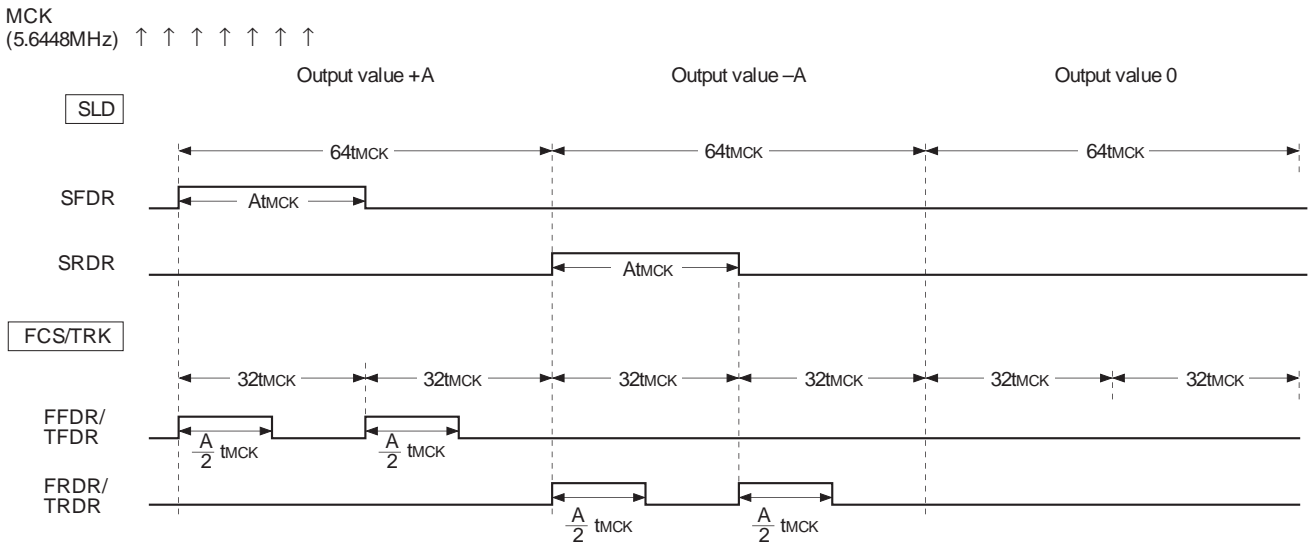 MCK
(5.6448MHz) ↑ ↑ ↑ ↑ ↑ ↑ ↑
Output value +A Output value –A Output value 0
SLD
64tMCK 64tMCK 64tMCK
SFDR
AtMCK
SRDR
AtMCK
FCS/TRK
32tMCK 32tMCK 32tMCK 32tMCK 32tMCK 32tMCK
FFDR/
TFDR
A/2 tMCK A/2 tMCK
FRDR/
TRDR
A/2 tMCK A/2 tMCK